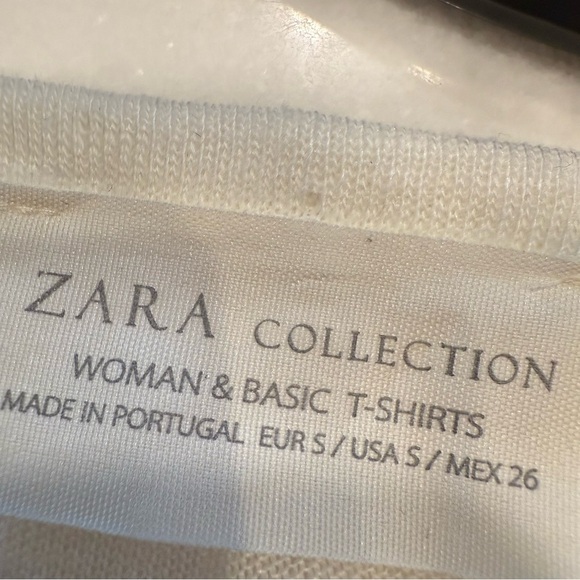 ZARA COLLECTION
WOMAN & BASIC T-SHIRTS
MADE IN PORTUGAL EUR S / USA S / MEX 26